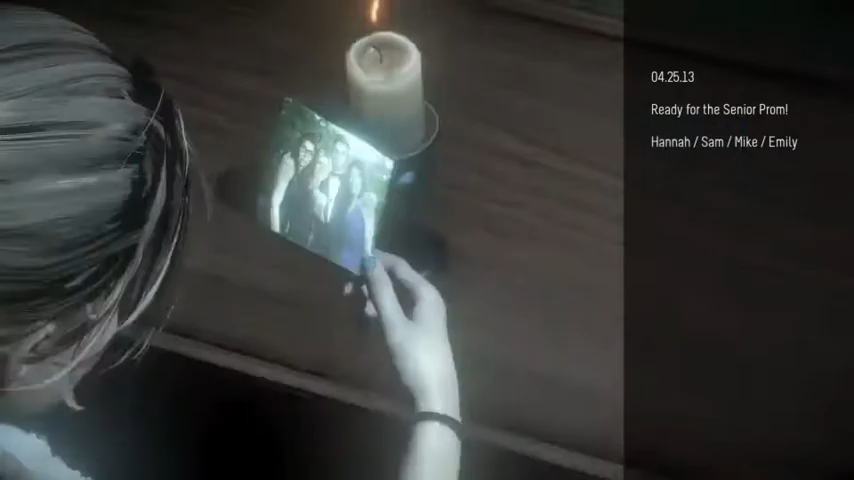 04.25.13
Ready for the Senior Prom!
Hannah / Sam / Mike / Emily